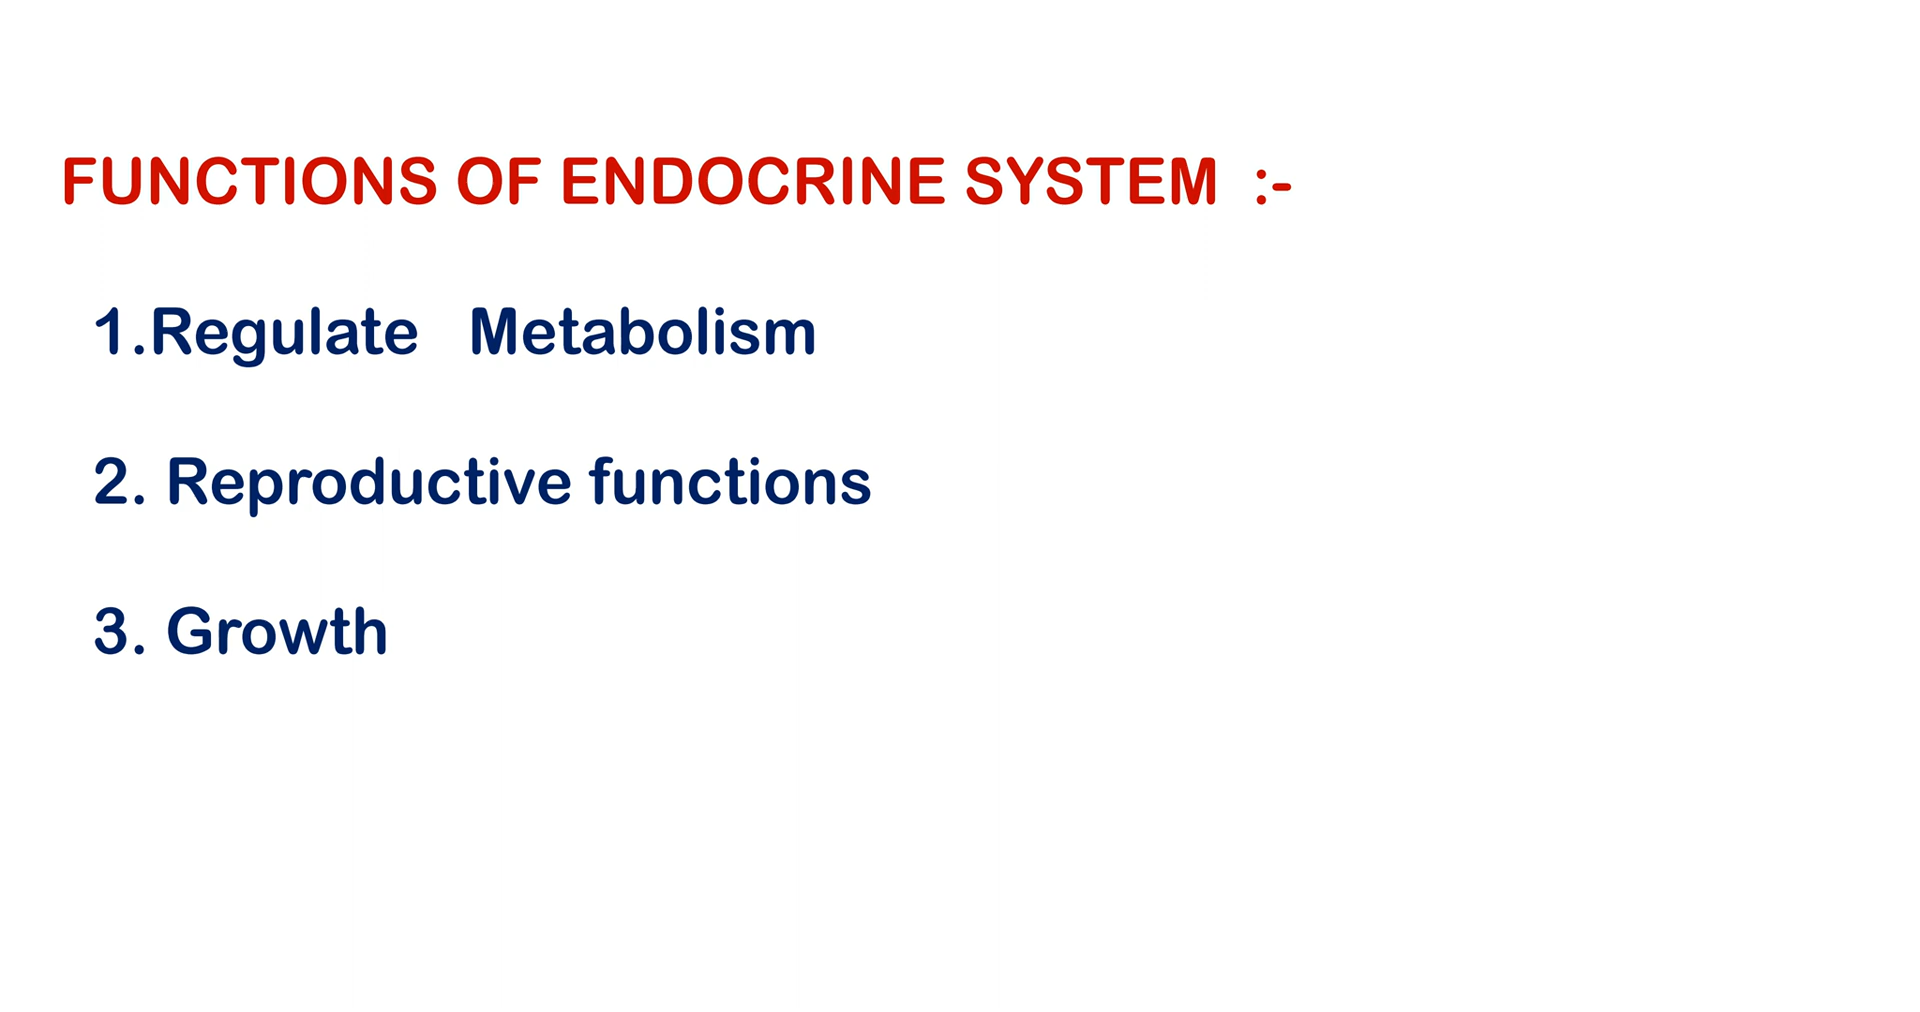 FUNCTIONS OF ENDOCRINE SYSTEM :-
1.Regulate Metabolism
2. Reproductive functions
3. Growth